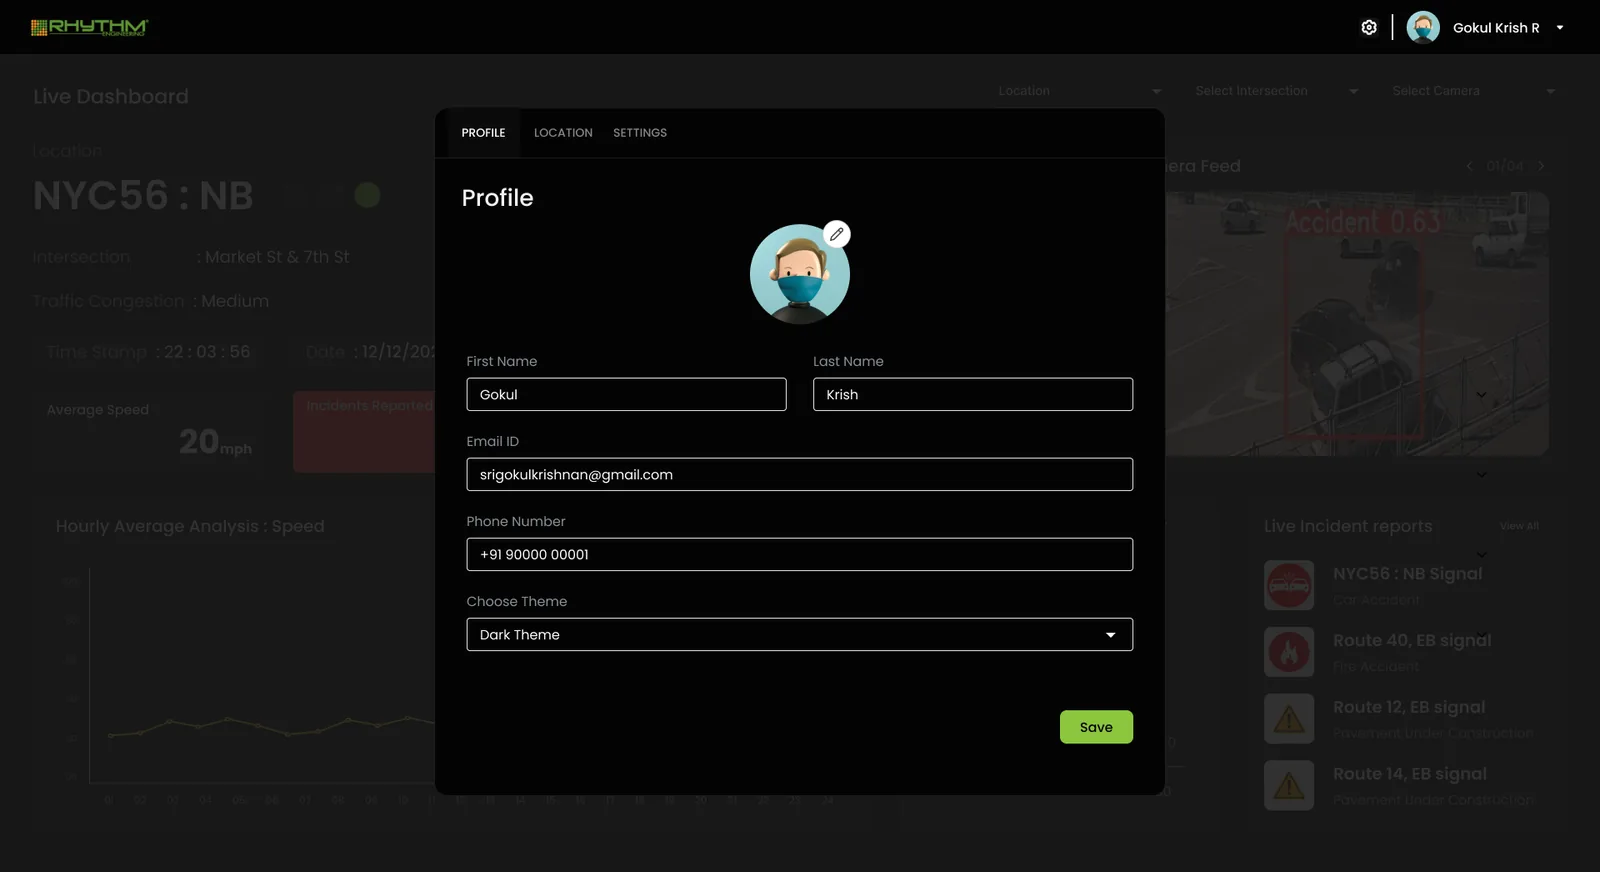 RHYTHM
ENGINEERING
Gokul Krish R
Live Dashboard
Location
Select Intersection
Select Camera
PROFILE
LOCATION
SETTINGS
Location
NYC56 : NB
era Feed
01/04
Profile
Accident 0.63
Intersection : Market St & 7th St
Traffic Congestion : Medium
Time Stamp : 22 : 03 : 56
Date : 12/12/202
First Name
Last Name
Gokul
Krish
Average Speed
Incidents Reported
20mph
Email ID
srigokulkrishnan@gmail.com
Hourly Average Analysis : Speed
Phone Number
Live Incident reports
View All
+91 90000 00001
NYC56 : NB Signal
Car Accident
Choose Theme
Dark Theme
Route 40, EB signal
Fire Accident
Route 12, EB signal
Pavement Under Construction
Save
Route 14, EB signal
Pavement Under Construction